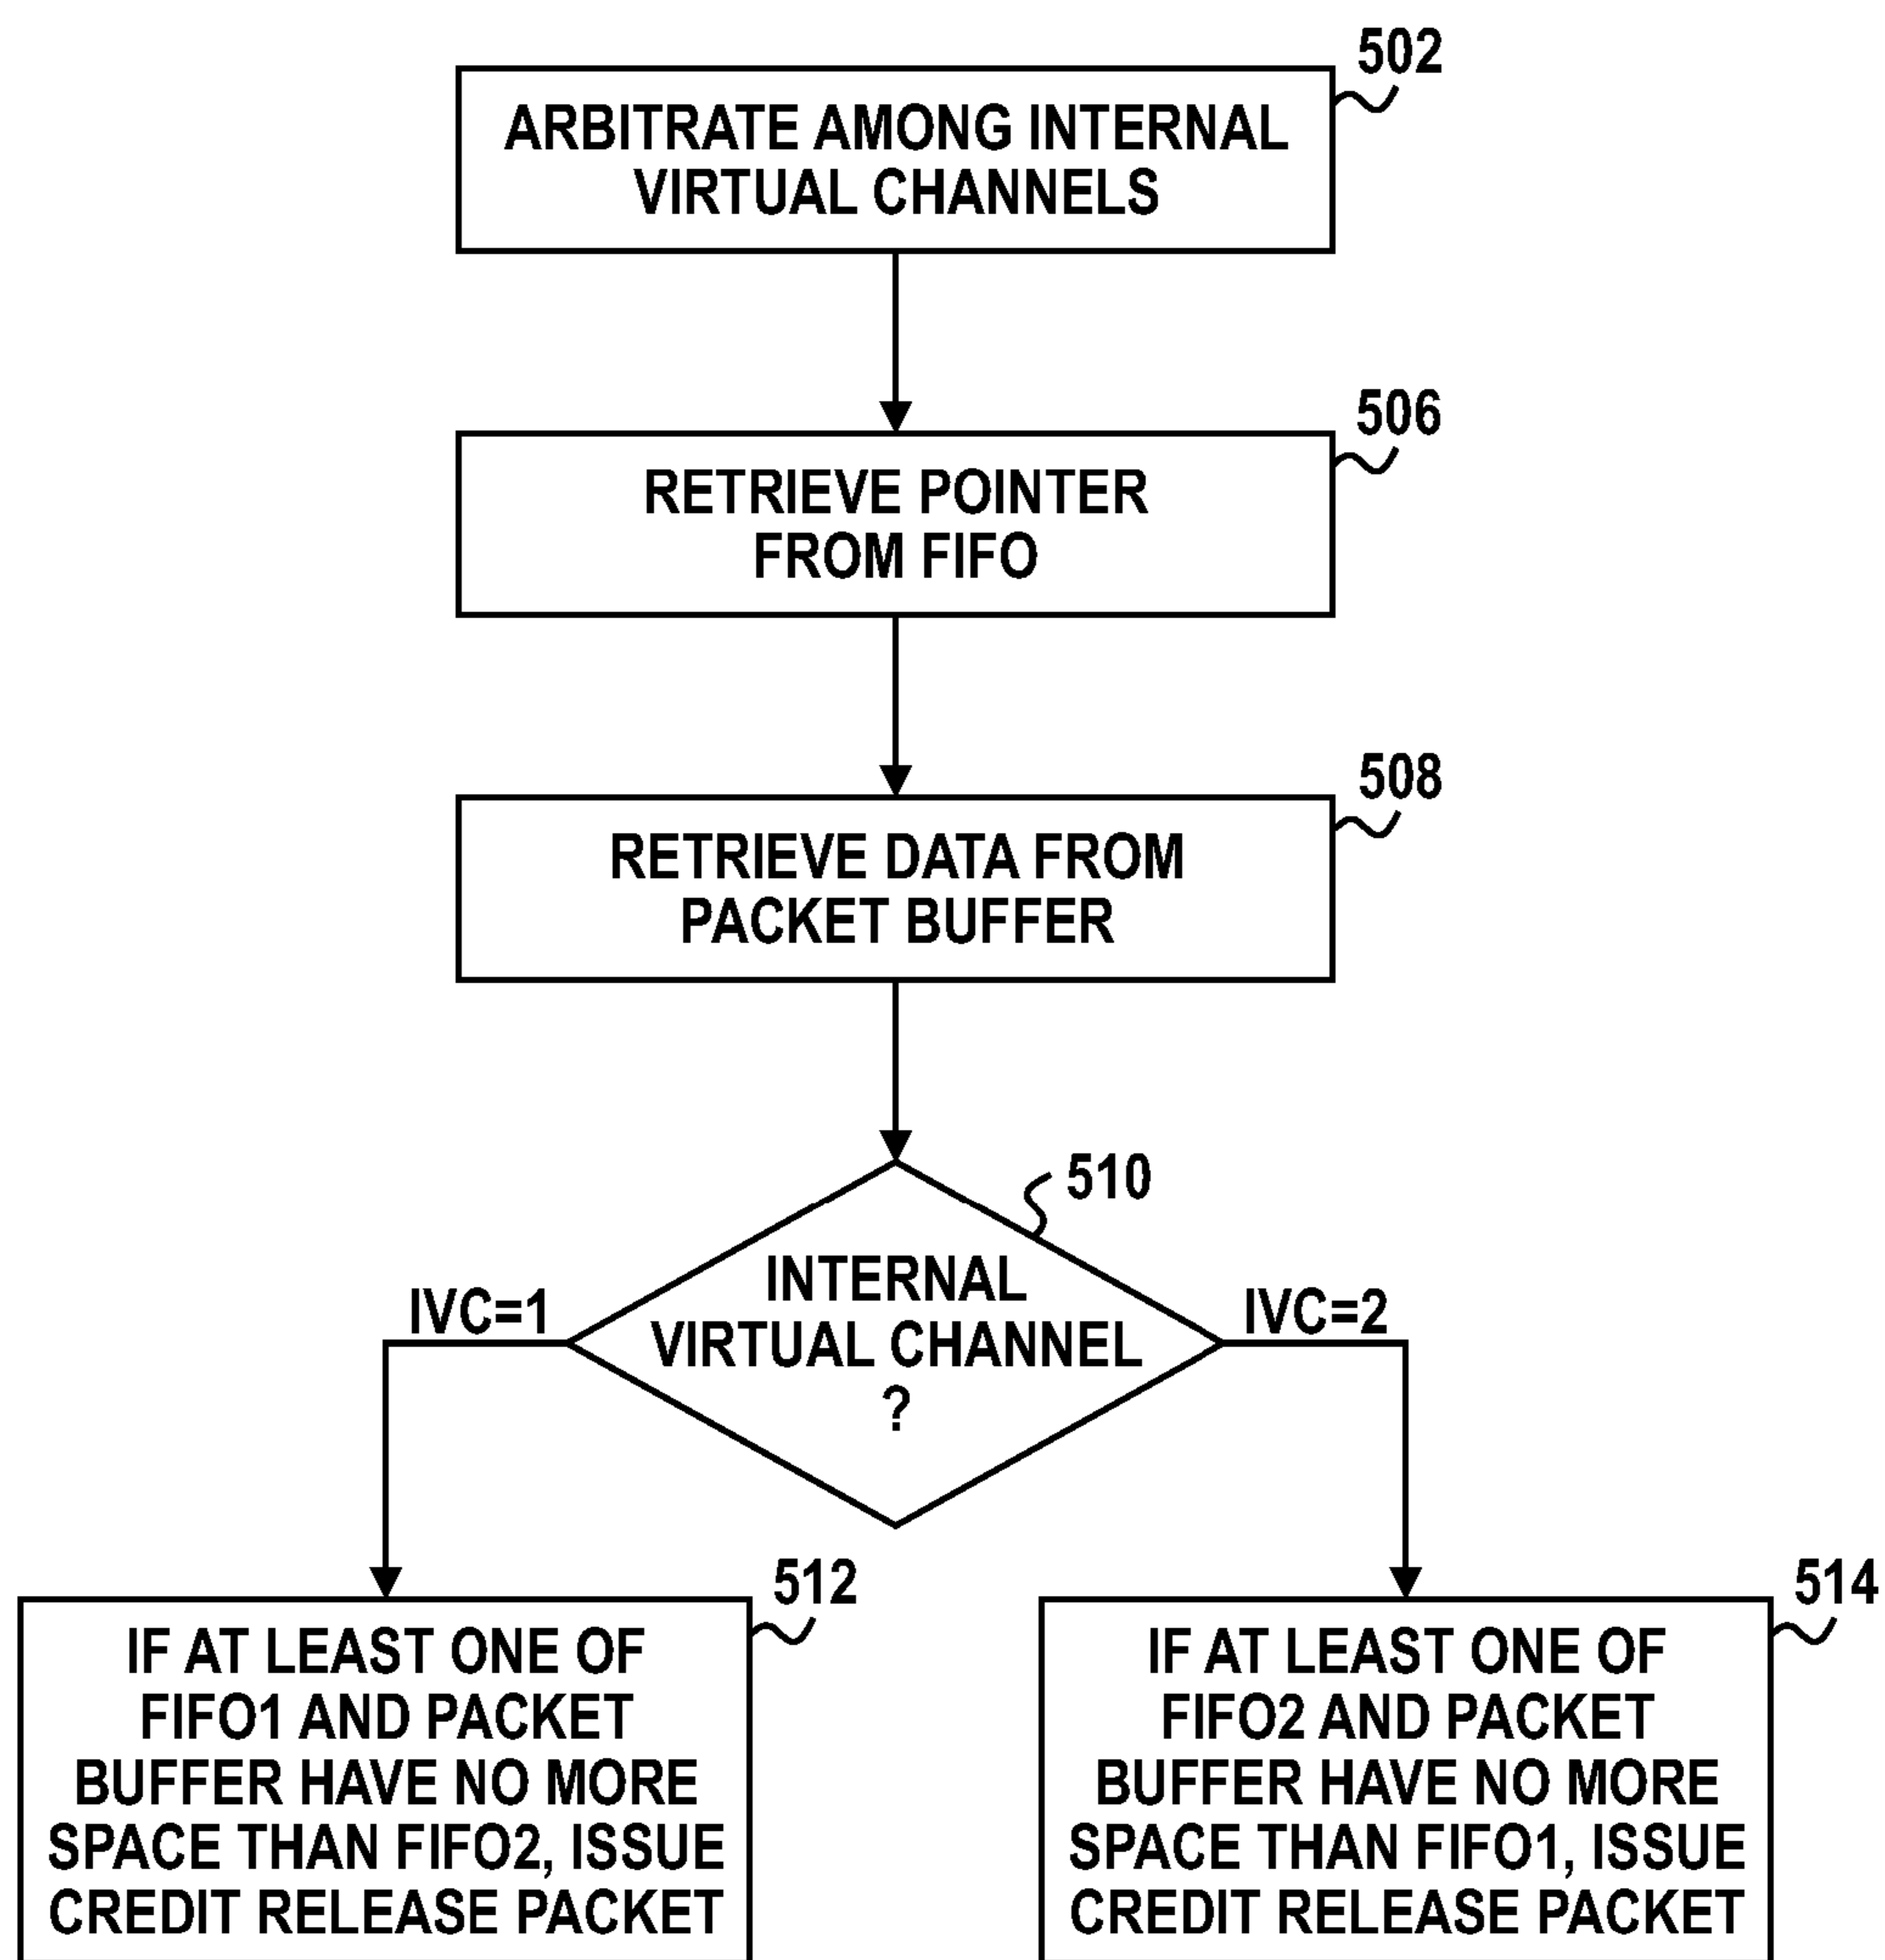 502
ARBITRATE AMONG INTERNAL
VIRTUAL CHANNELS
506
RETRIEVE POINTER
FROM FIFO
508
RETRIEVE DATA FROM
PACKET BUFFER
510
INTERNAL
VIRTUAL CHANNEL
?
IVC=1
IVC=2
512
IF AT LEAST ONE OF
FIFO1 AND PACKET
BUFFER HAVE NO MORE
SPACE THAN FIFO2, ISSUE
CREDIT RELEASE PACKET
514
IF AT LEAST ONE OF
FIFO2 AND PACKET
BUFFER HAVE NO MORE
SPACE THAN FIFO1, ISSUE
CREDIT RELEASE PACKET